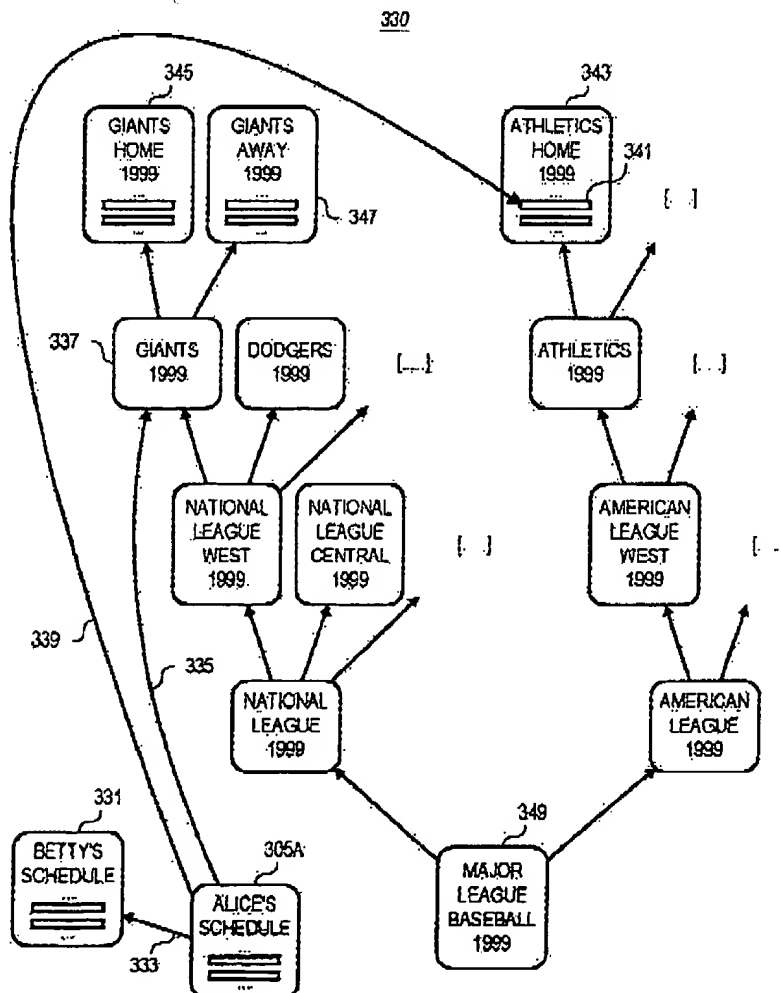 330
345
343
GIANTS
HOME
1999
GIANTS
AWAY
1999
ATHLETICS
HOME
1999
341
[...]
347
337
GIANTS
1999
DODGERS
1999
[....]
ATHLETICS
1999
[...]
NATIONAL
LEAGUE
WEST
1999
NATIONAL
LEAGUE
CENTRAL
1999
[...]
AMERICAN
LEAGUE
WEST
1999
[...
339
335
NATIONAL
LEAGUE
1999
AMERICAN
LEAGUE
1999
331
349
BETTY'S
SCHEDULE
305A
ALICE'S
SCHEDULE
MAJOR
LEAGUE
BASEBALL
1999
333